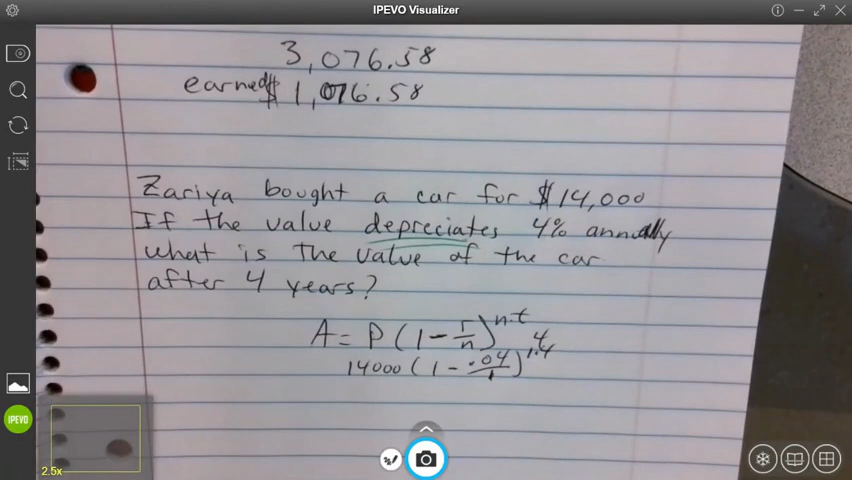 IPEVO Visualizer
3,076.58
earned $1,076.58
Zariya bought a car for $14,000
If the value depreciates 4% annually
what is the value of the car
after 4 years?
A = P(1 - r/n)^n·t
4
14000(1 - .04/1)^1·4
IPEVO
2.5x